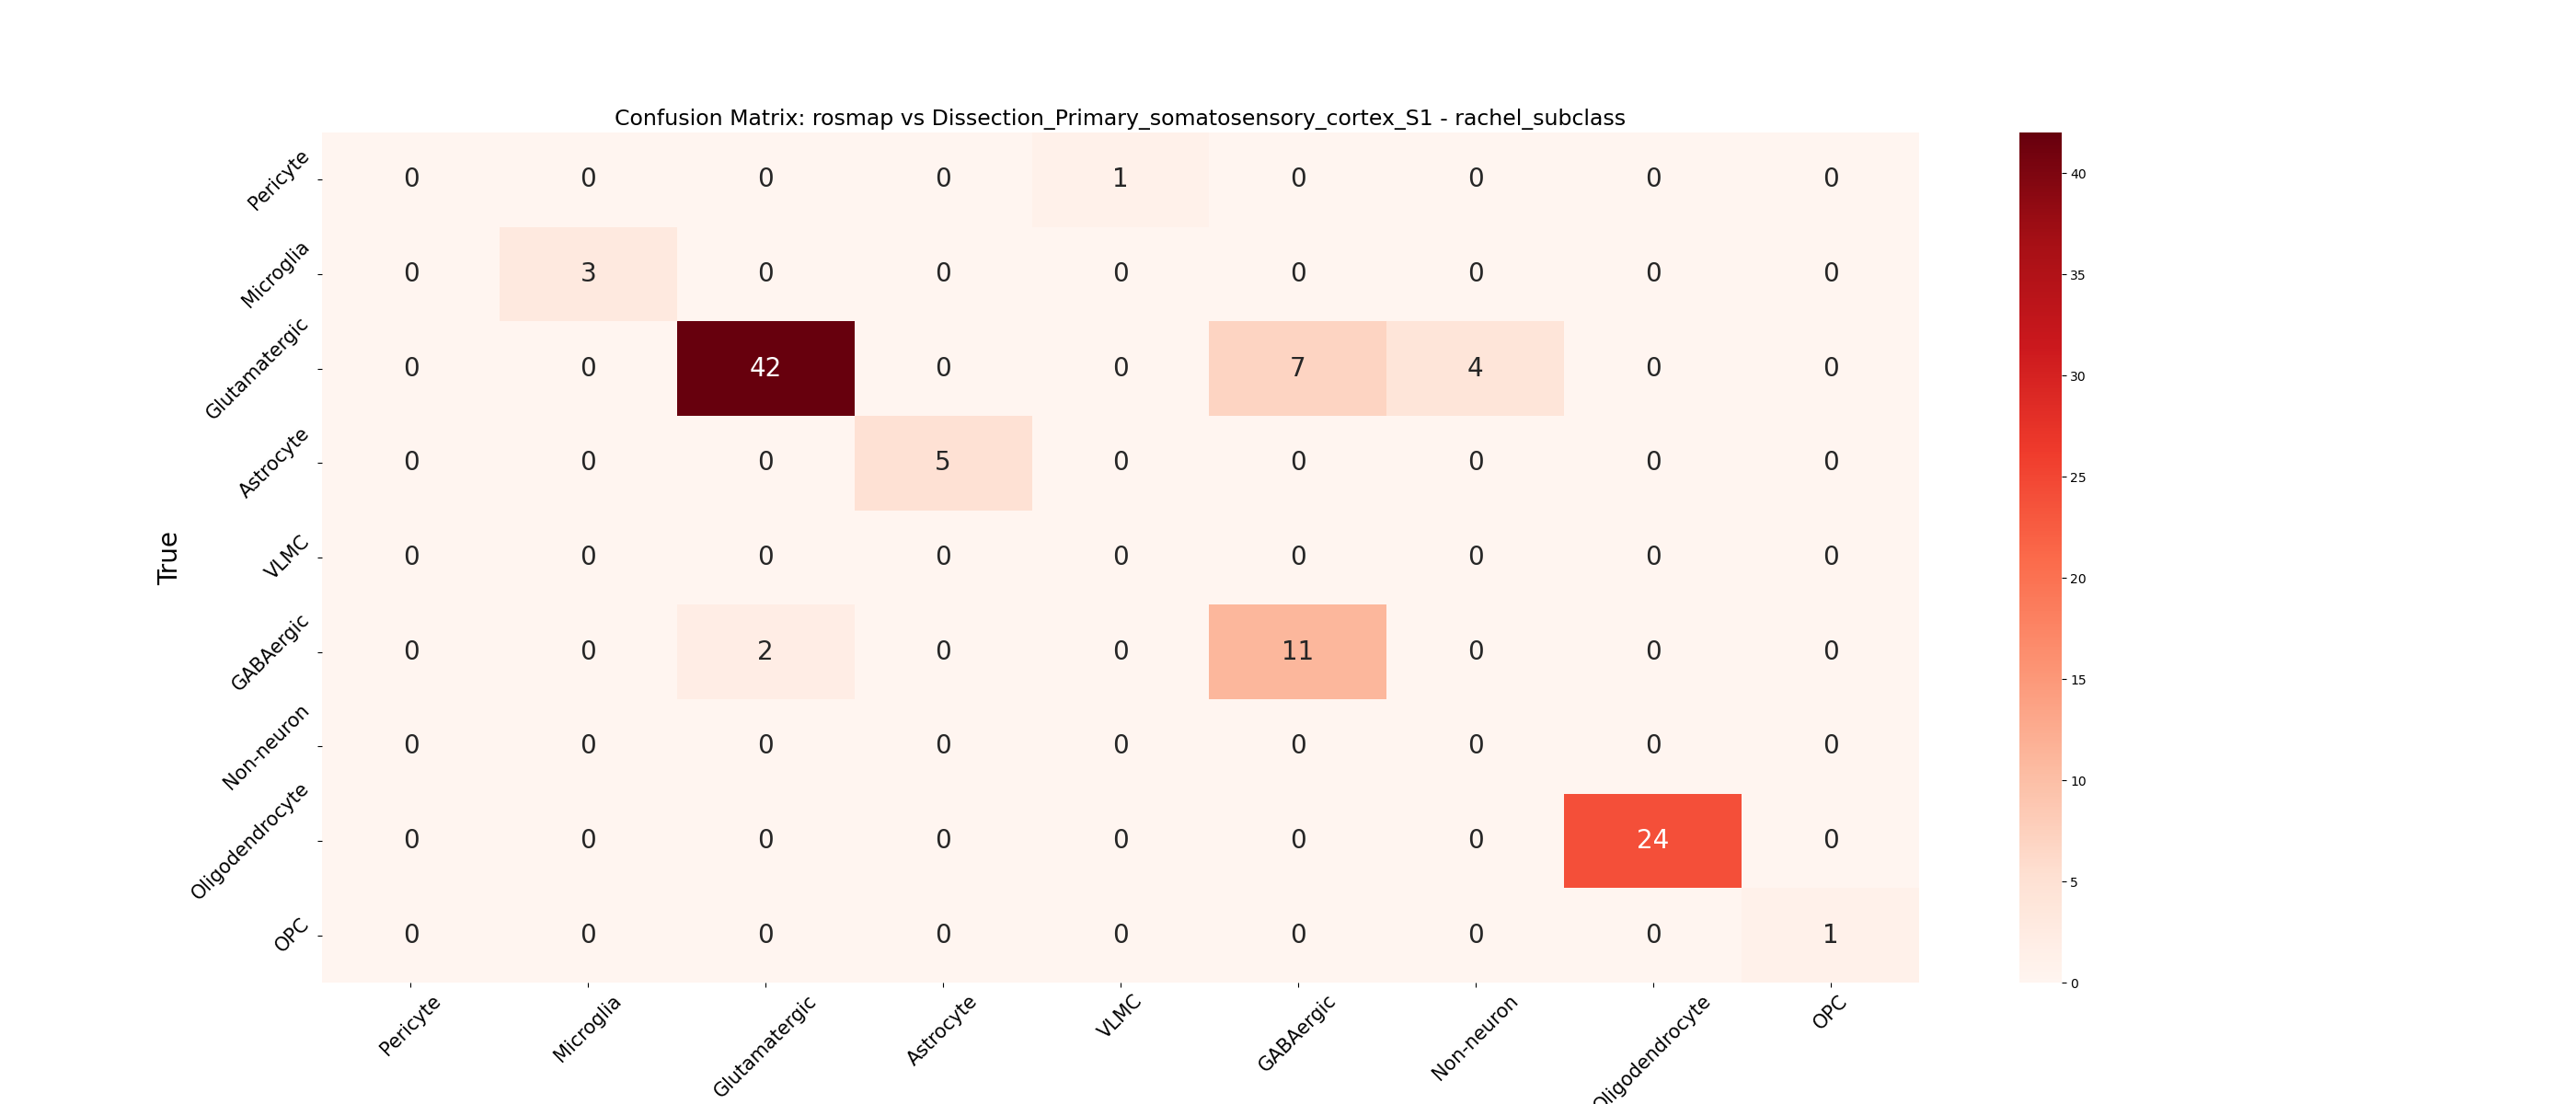 Confusion Matrix: rosmap vs Dissection_Primary_somatosensory_cortex_S1 - rachel_subclass
True
Pericyte 0 0 0 0 1 0 0 0 0
Microglia 0 3 0 0 0 0 0 0 0
Glutamatergic 0 0 42 0 0 7 4 0 0
Astrocyte 0 0 0 5 0 0 0 0 0
VLMC 0 0 0 0 0 0 0 0 0
GABAergic 0 0 2 0 0 11 0 0 0
Non-neuron 0 0 0 0 0 0 0 0 0
Oligodendrocyte 0 0 0 0 0 0 0 24 0
OPC 0 0 0 0 0 0 0 0 1
Pericyte Microglia Glutamatergic Astrocyte VLMC GABAergic Non-neuron Oligodendrocyte OPC
40
35
30
25
20
15
10
5
0